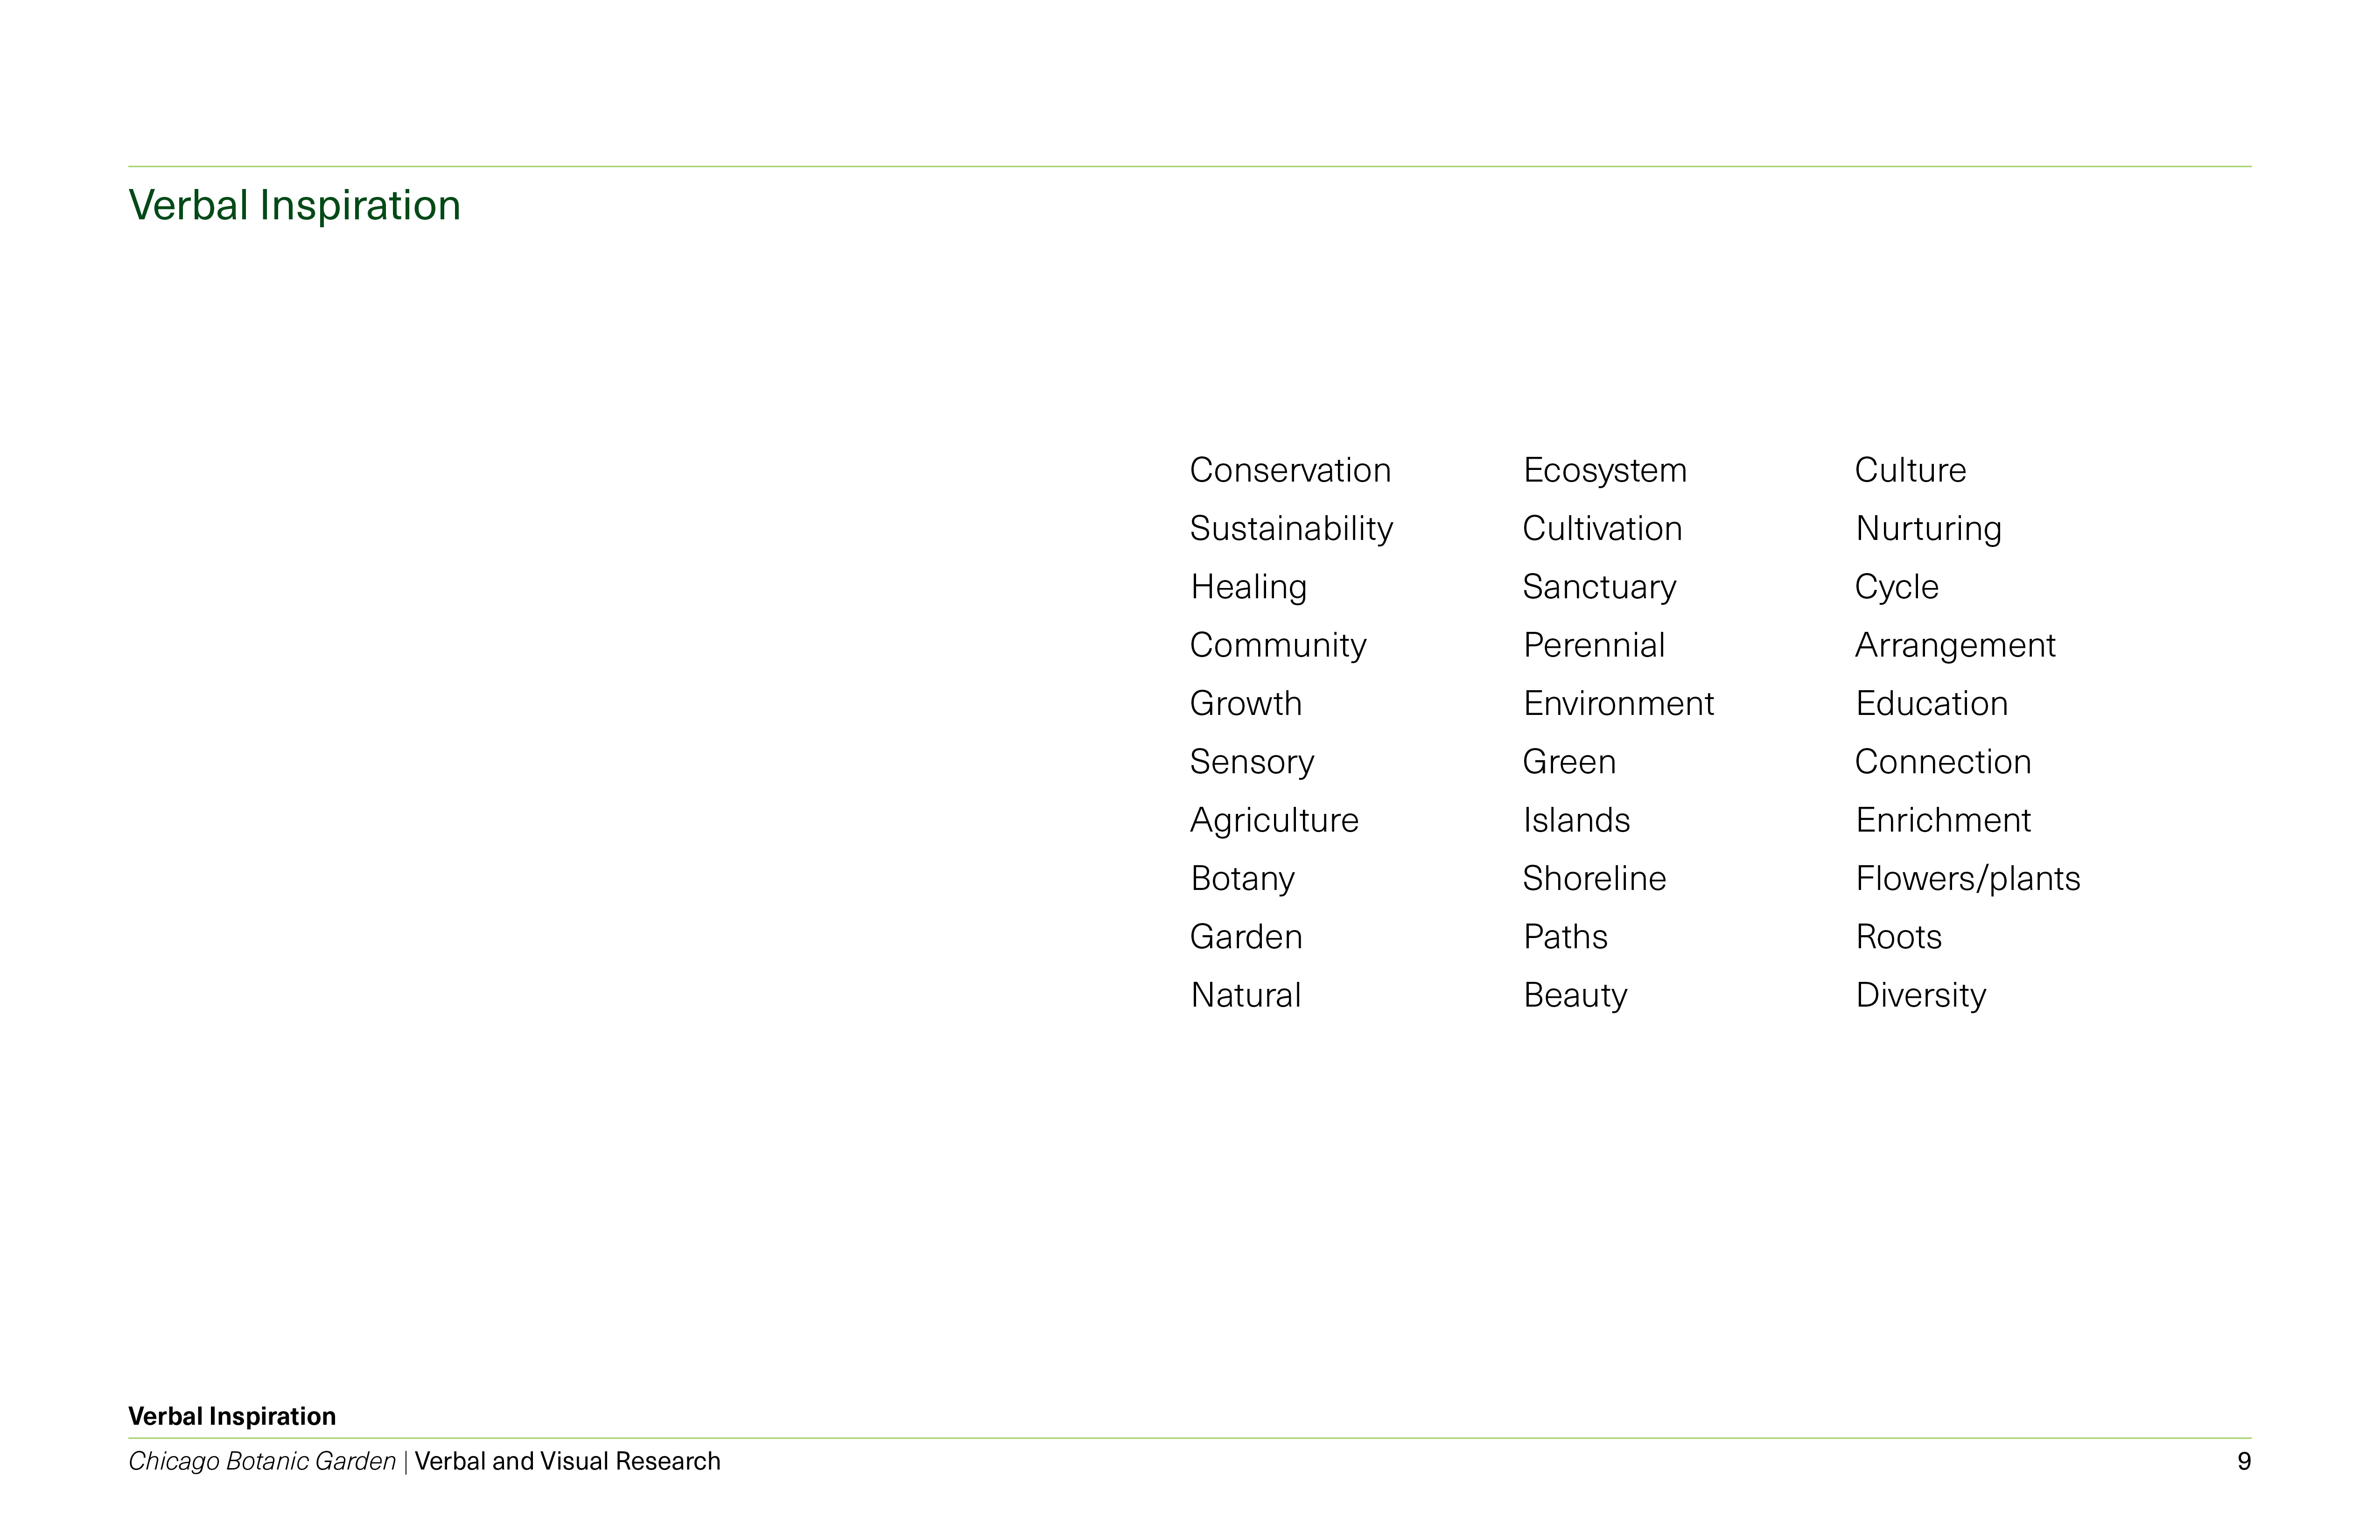 Verbal Inspiration
Conservation
Sustainability
Healing
Community
Growth
Sensory
Agriculture
Botany
Garden
Natural
Ecosystem
Cultivation
Sanctuary
Perennial
Environment
Green
Islands
Shoreline
Paths
Beauty
Culture
Nurturing
Cycle
Arrangement
Education
Connection
Enrichment
Flowers/plants
Roots
Diversity
Verbal Inspiration
Chicago Botanic Garden | Verbal and Visual Research
9